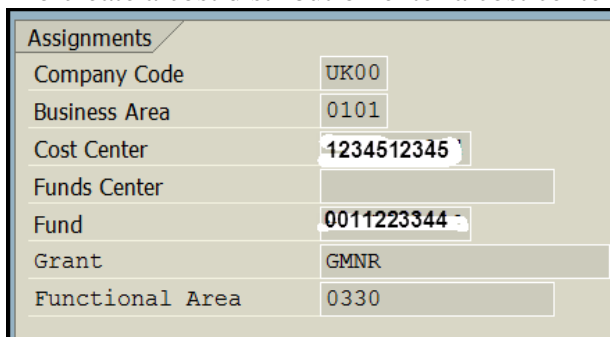 Assignments
Company Code UK00
Business Area 0101
Cost Center 1234512345
Funds Center
Fund 0011223344
Grant GMNR
Functional Area 0330